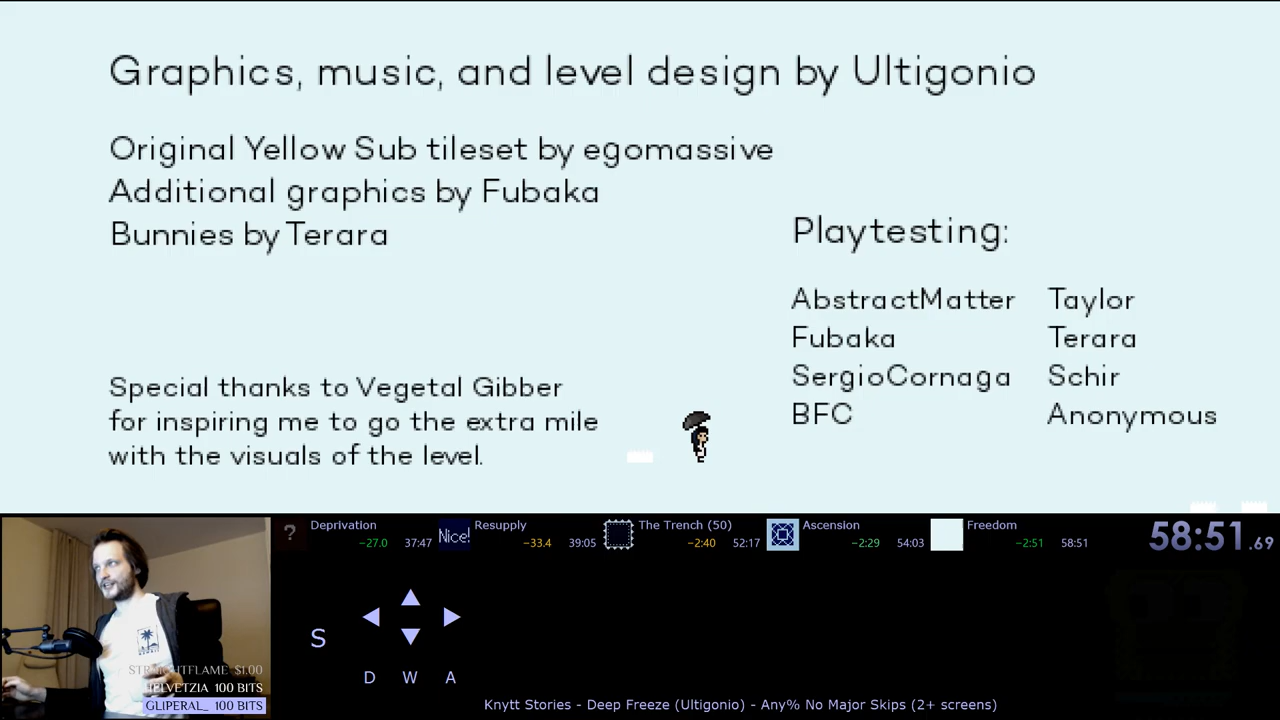 Graphics, music, and level design by Ultigonio
Original Yellow Sub tileset by egomassive
Additional graphics by Fubaka
Bunnies by Terara
Playtesting:
AbstractMatter Taylor
Fubaka Terara
SergioCornaga Schir
BFC Anonymous
Special thanks to Vegetal Gibber
for inspiring me to go the extra mile
with the visuals of the level.
? Deprivation -27.0 37:47
Nice! Resupply -33.4 39:05
The Trench (50) -2:40 52:17
Ascension -2:29 54:03
Freedom -2:51 58:51
58:51.69
S
D W A
$1.00
HELVETZIA 100 BITS
GLIPERAL_ 100 BITS
Knytt Stories - Deep Freeze (Ultigonio) - Any% No Major Skips (2+ screens)